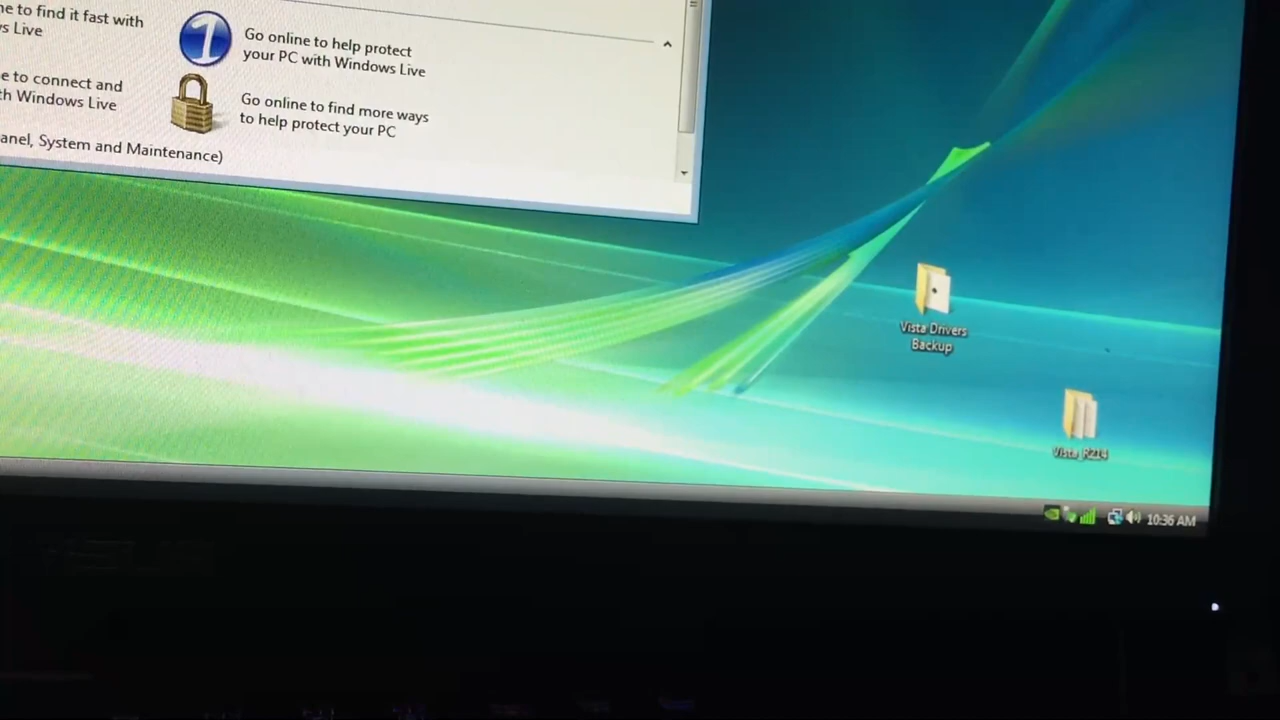 ne to find it fast with
s Live
Go online to help protect
your PC with Windows Live
e to connect and
th Windows Live
Go online to find more ways
to help protect your PC
anel, System and Maintenance)
Vista Drivers
Backup
Vista_R214
10:36 AM